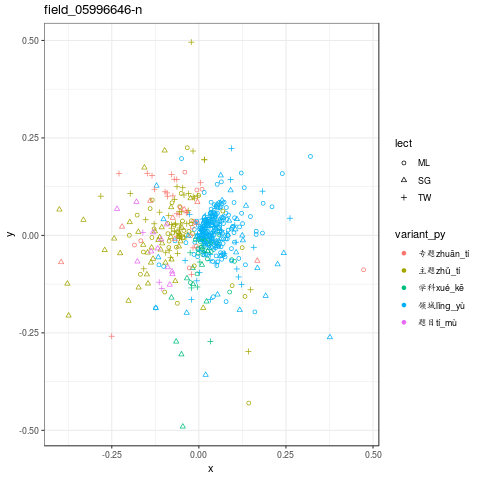 field_05996646-n
0.50
0.25
0.00
-0.25
-0.50
y
-0.25
0.00
0.25
0.50
x
lect
ML
SG
TW
variant_py
专题zhuān_tí
主题zhǔ_tí
学科xué_kē
领域lǐng_yù
题目tí_mù